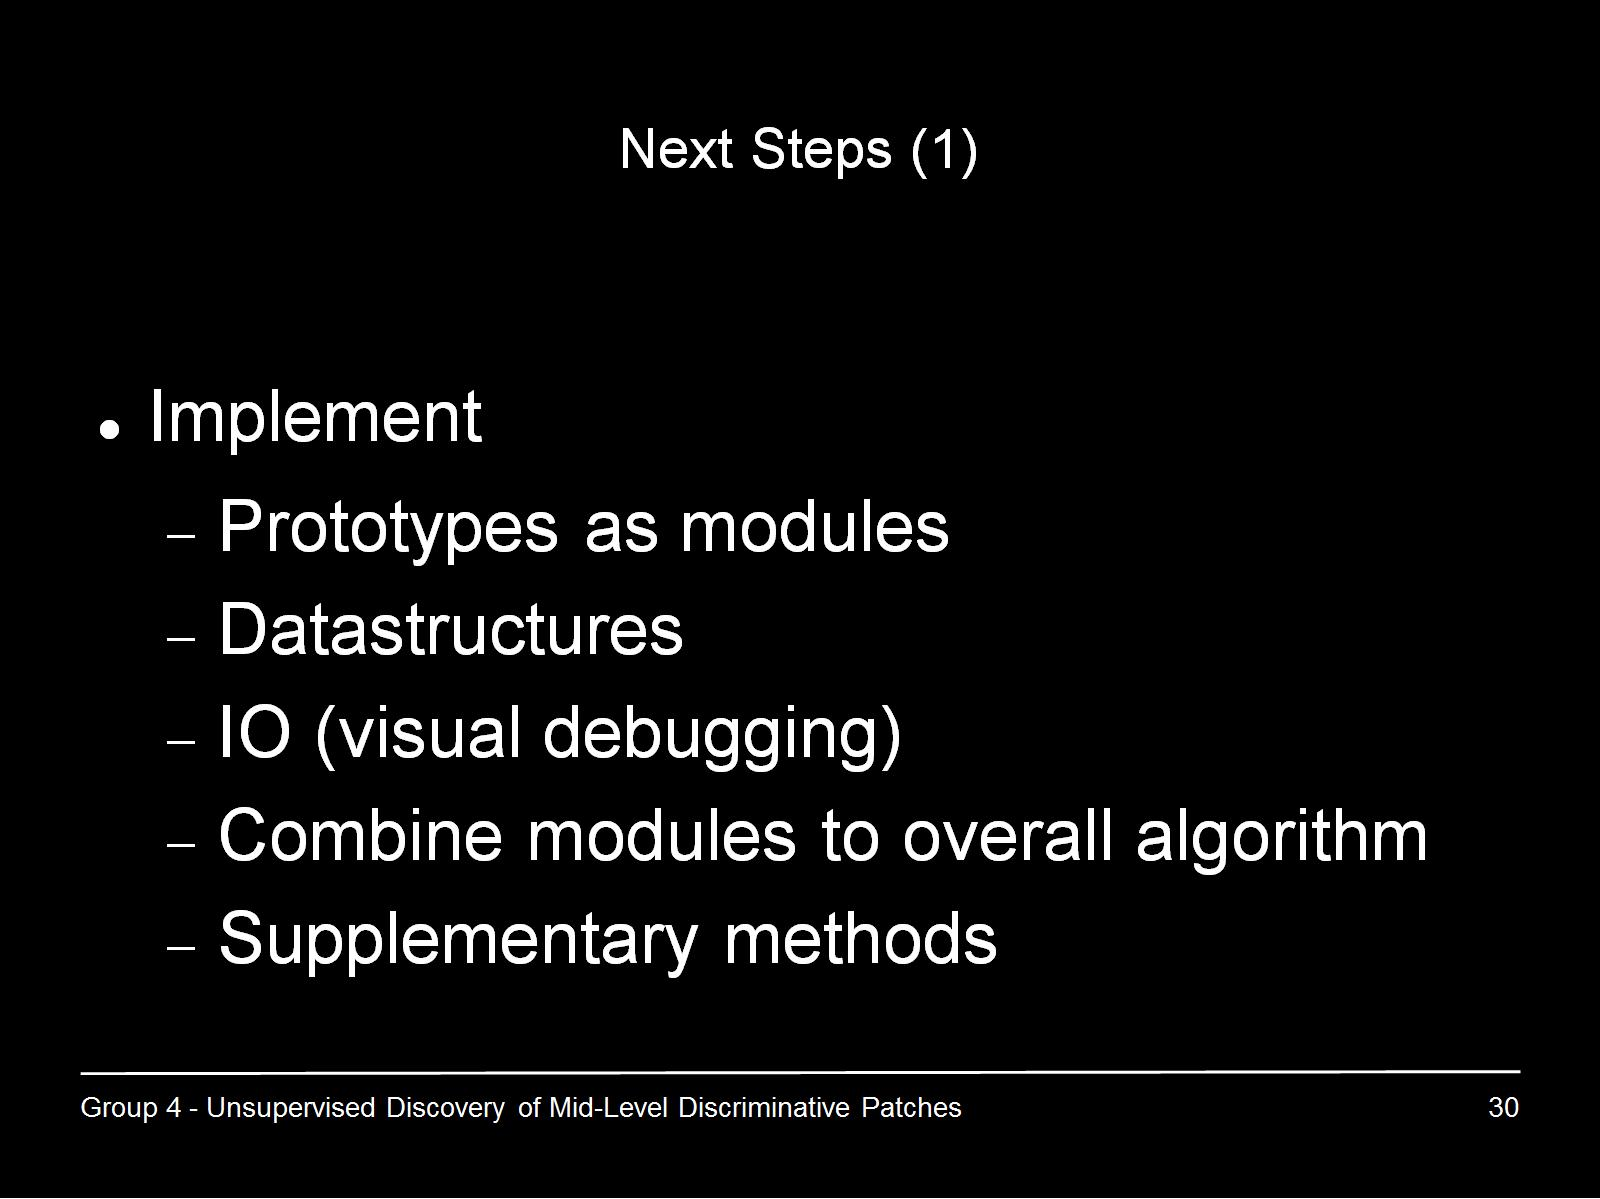 Next Steps (1)
● Implement
– Prototypes as modules
– Datastructures
– IO (visual debugging)
– Combine modules to overall algorithm
– Supplementary methods
Group 4 - Unsupervised Discovery of Mid-Level Discriminative Patches 30